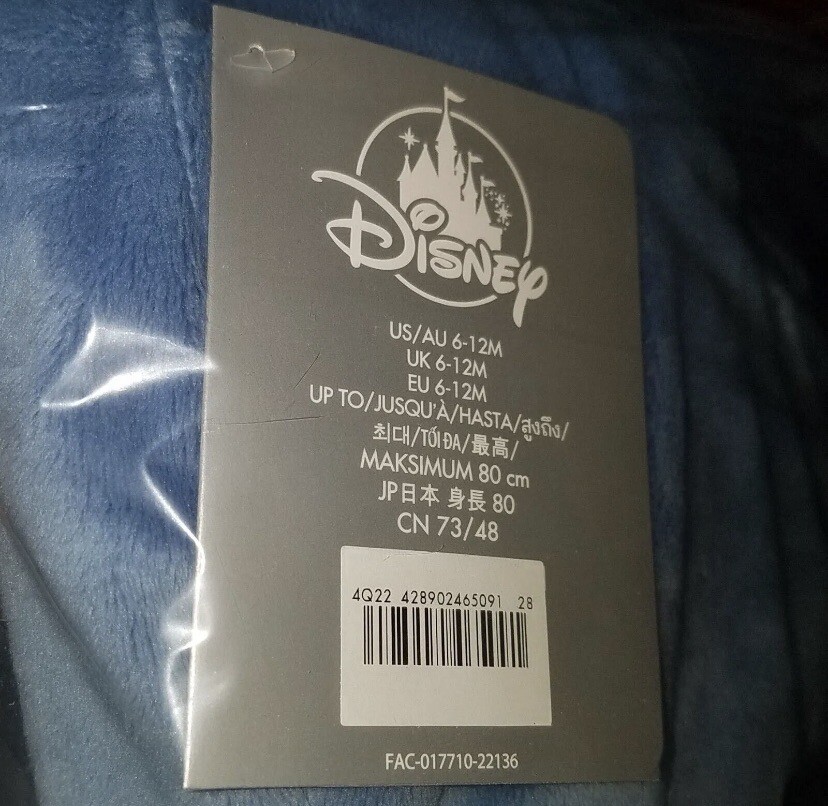 Disney
US/AU 6-12M
UK 6-12M
EU 6-12M
UP TO/JUSQU'À/HASTA/สูงถึง/
최대/TỐI ĐA/最高/
MAKSIMUM 80 cm
JP日本 身長 80
CN 73/48
4Q22 428902465091 28
FAC-017710-22136